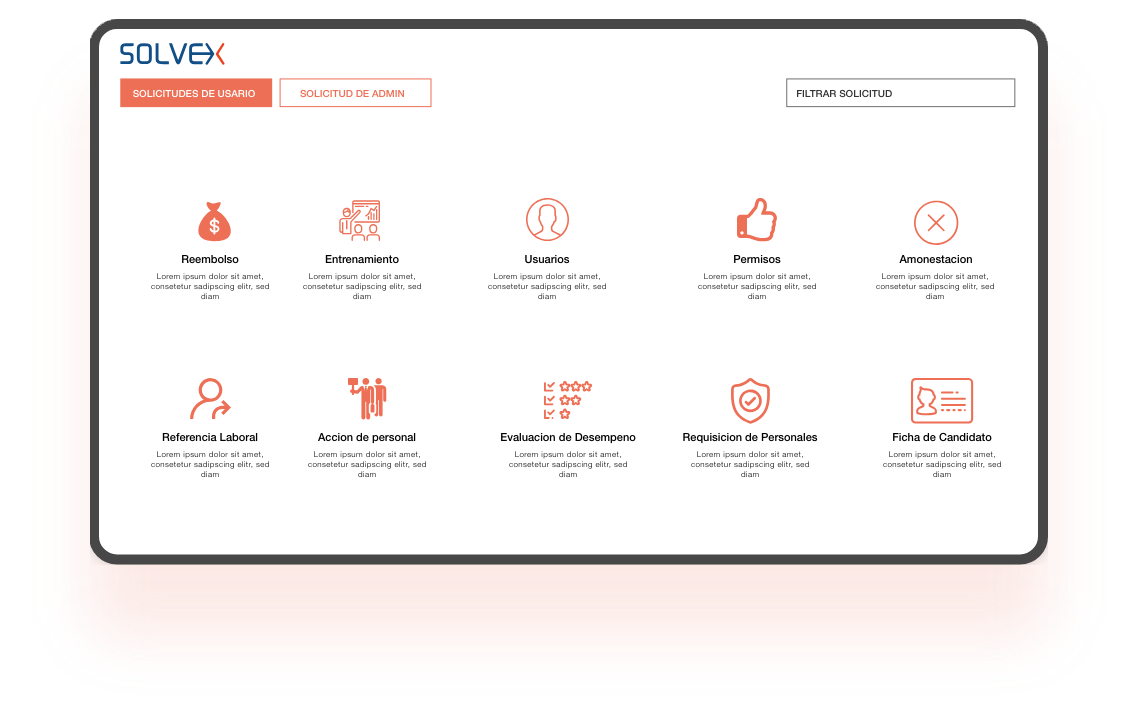 SOLVEX
SOLICITUDES DE USARIO
SOLICITUD DE ADMIN
FILTRAR SOLICITUD
$
Reembolso
Lorem ipsum dolor sit amet,
consetetur sadipscing elitr, sed
diam
Entrenamiento
Lorem ipsum dolor sit amet,
consetetur sadipscing elitr, sed
diam
Usuarios
Lorem ipsum dolor sit amet,
consetetur sadipscing elitr, sed
diam
Permisos
Lorem ipsum dolor sit amet,
consetetur sadipscing elitr, sed
diam
Amonestacion
Lorem ipsum dolor sit amet,
consetetur sadipscing elitr, sed
diam
Referencia Laboral
Lorem ipsum dolor sit amet,
consetetur sadipscing elitr, sed
diam
Accion de personal
Lorem ipsum dolor sit amet,
consetetur sadipscing elitr, sed
diam
Evaluacion de Desempeno
Lorem ipsum dolor sit amet,
consetetur sadipscing elitr, sed
diam
Requisicion de Personales
Lorem ipsum dolor sit amet,
consetetur sadipscing elitr, sed
diam
Ficha de Candidato
Lorem ipsum dolor sit amet,
consetetur sadipscing elitr, sed
diam